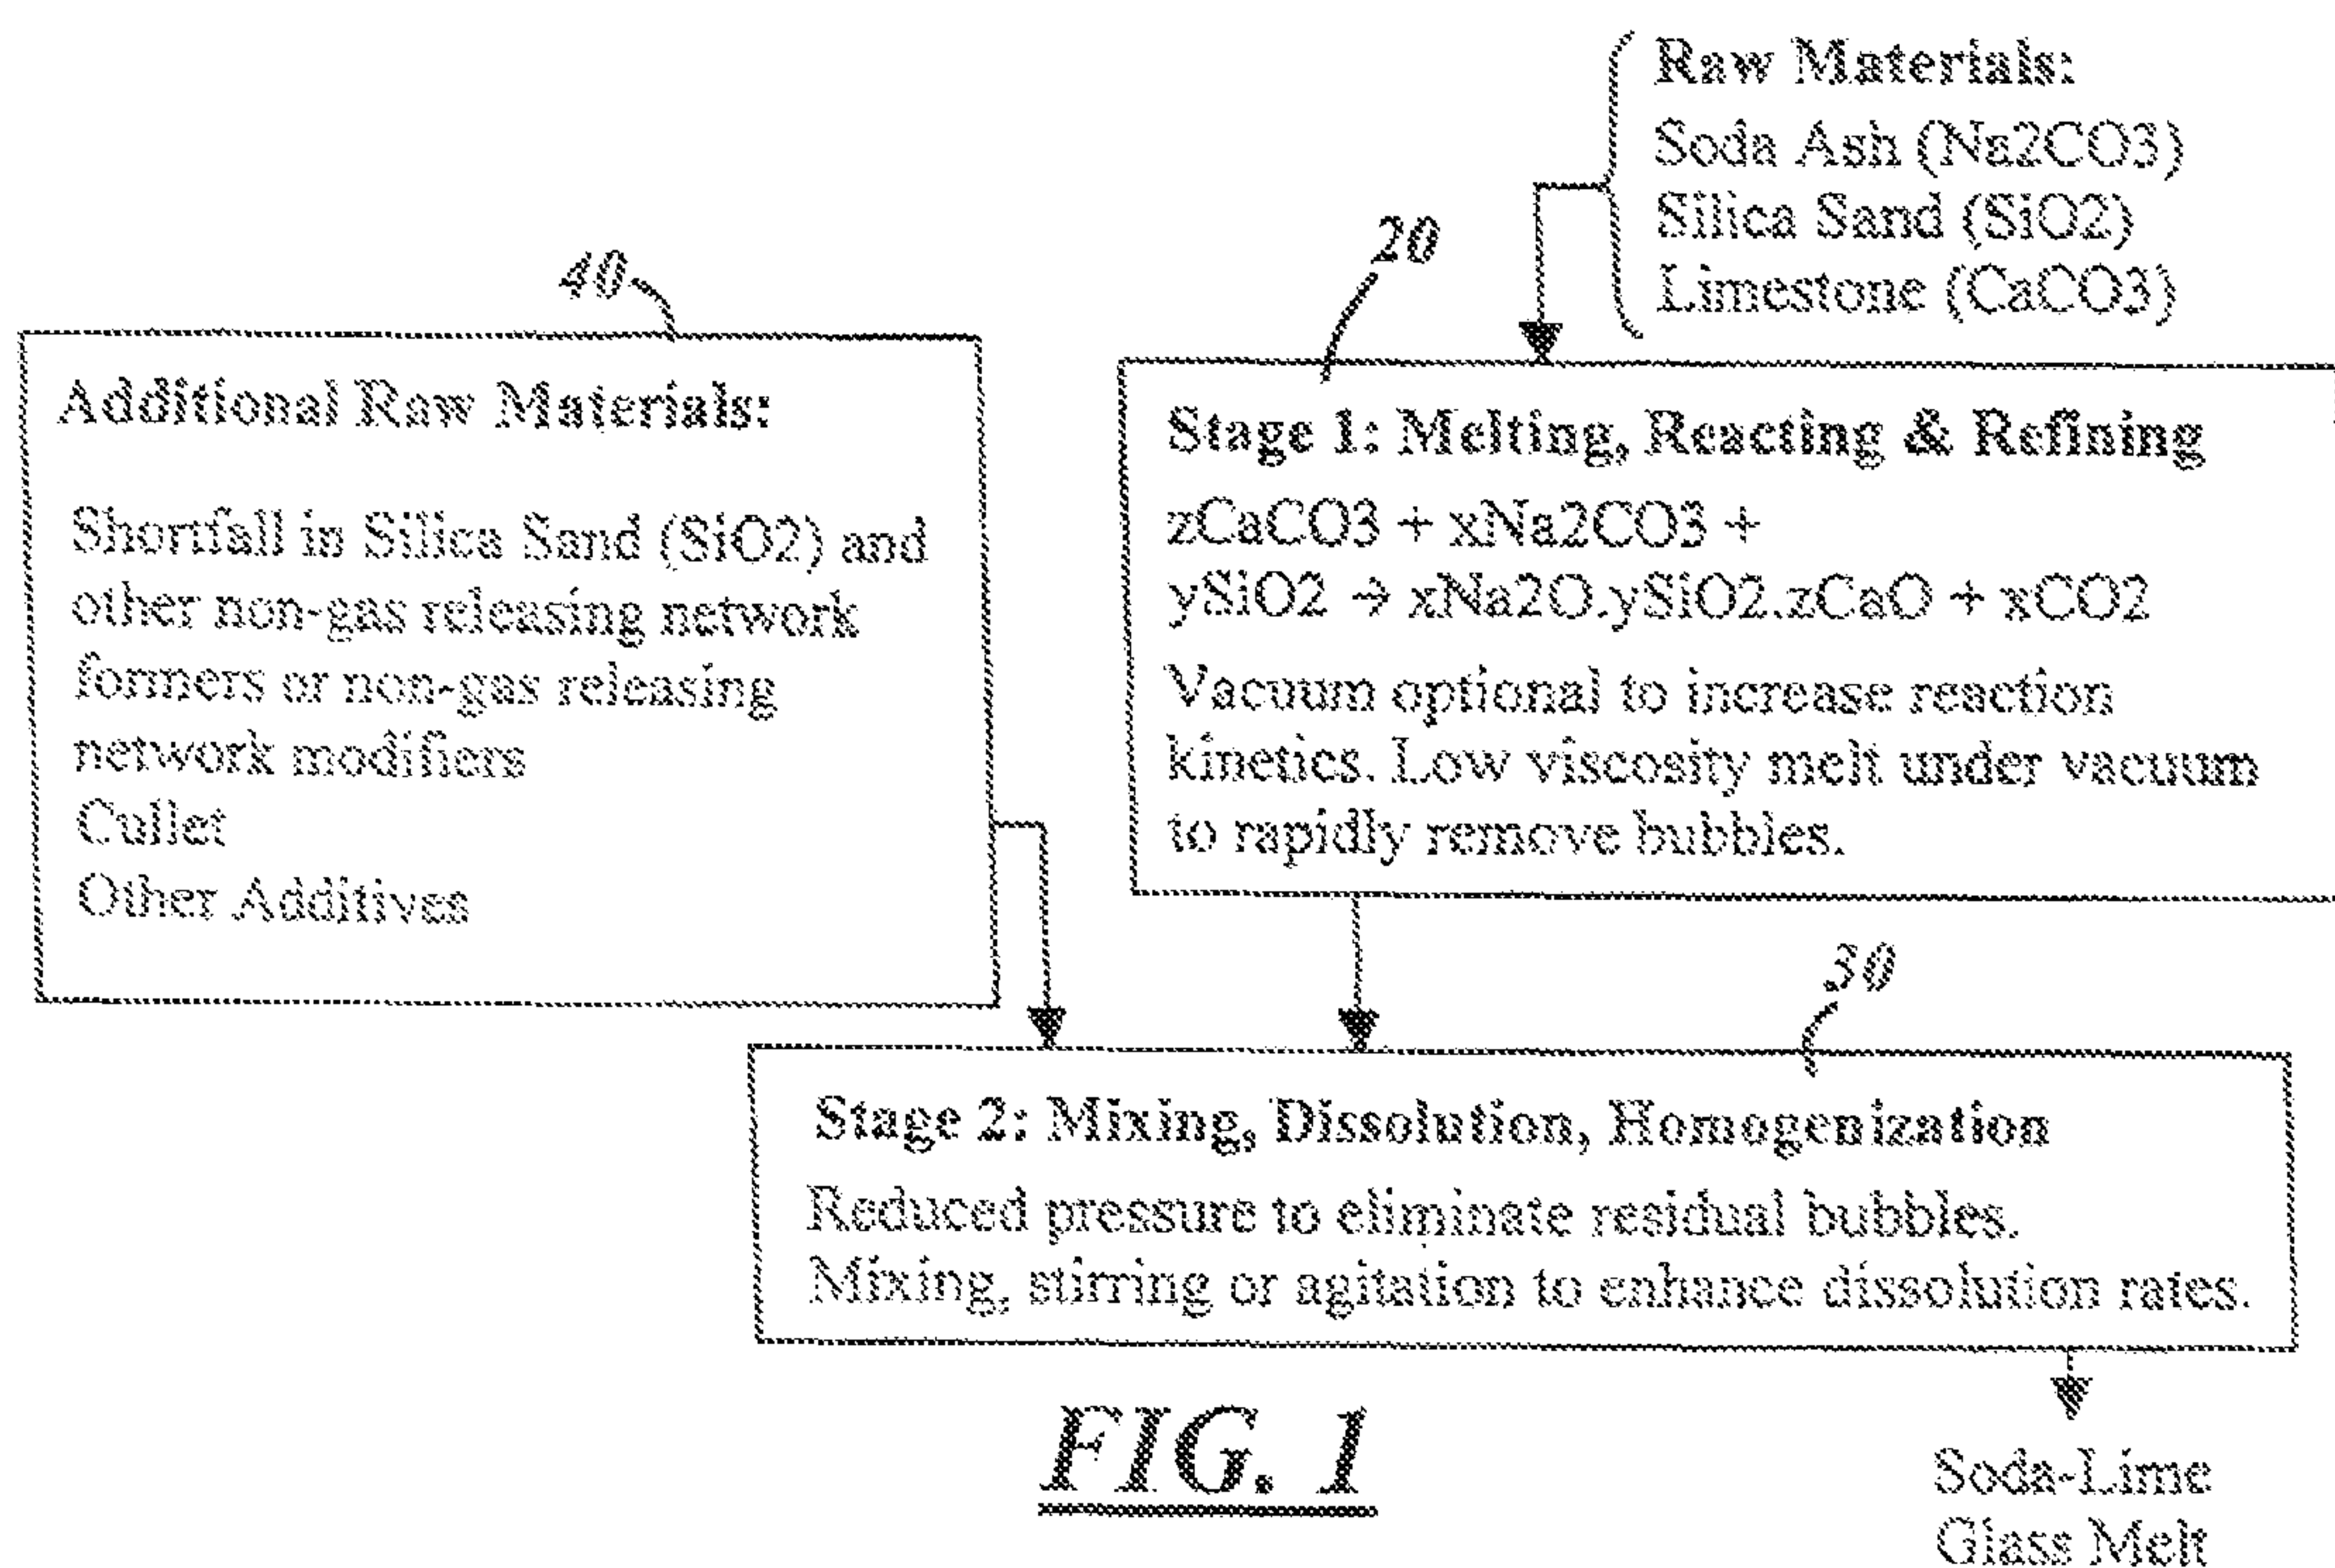 Raw Materials:
Soda Ash (Na2CO3)
Silica Sand (SiO2)
Limestone (CaCO3)
20
40
Additional Raw Materials:
Shortfall in Silica Sand (SiO2) and
other non-gas releasing network
formers or non-gas releasing
network modifiers
Cullet
Other Additives
Stage 1: Melting, Reacting & Refining
zCaCO3 + xNa2CO3 +
ySiO2 → xNa2O.ySiO2.zCaO + xCO2
Vacuum optional to increase reaction
kinetics. Low viscosity melt under vacuum
to rapidly remove bubbles.
30
Stage 2: Mixing, Dissolution, Homogenization
Reduced pressure to eliminate residual bubbles.
Mixing, stirring or agitation to enhance dissolution rates.
FIG. 1
Soda-Lime
Glass Melt